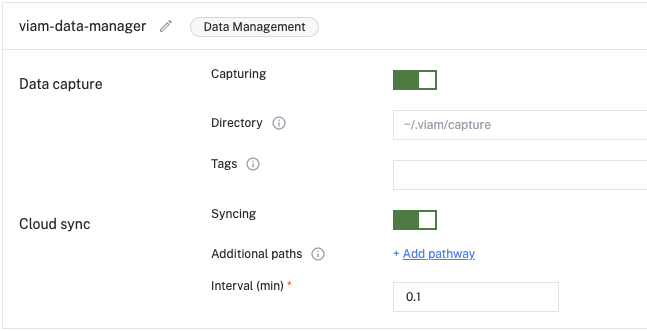 viam-data-manager Data Management
Data capture
Capturing
Directory ~/.viam/capture
Tags
Cloud sync
Syncing
Additional paths + Add pathway
Interval (min) * 0.1